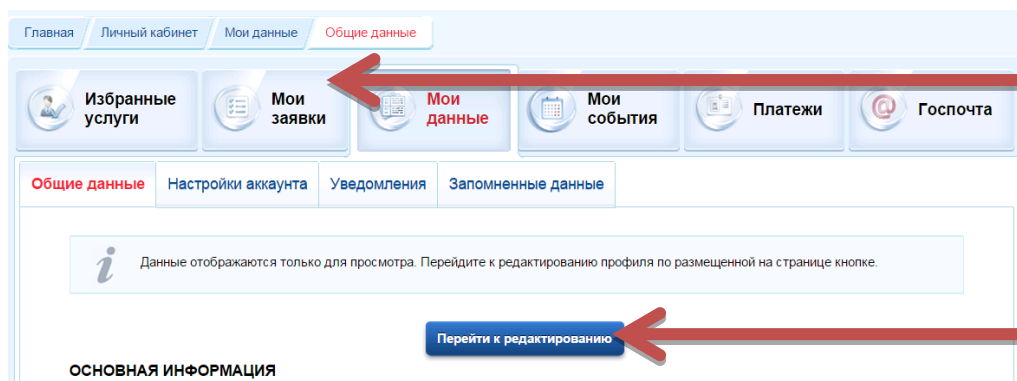 Главная Личный кабинет Мои данные Общие данные
Избранные услуги
Мои заявки
Мои данные
Мои события
Платежи
Госпочта
Общие данные Настройки аккаунта Уведомления Запомненные данные
Данные отображаются только для просмотра. Перейдите к редактированию профиля по размещенной на странице кнопке.
Перейти к редактированию
ОСНОВНАЯ ИНФОРМАЦИЯ